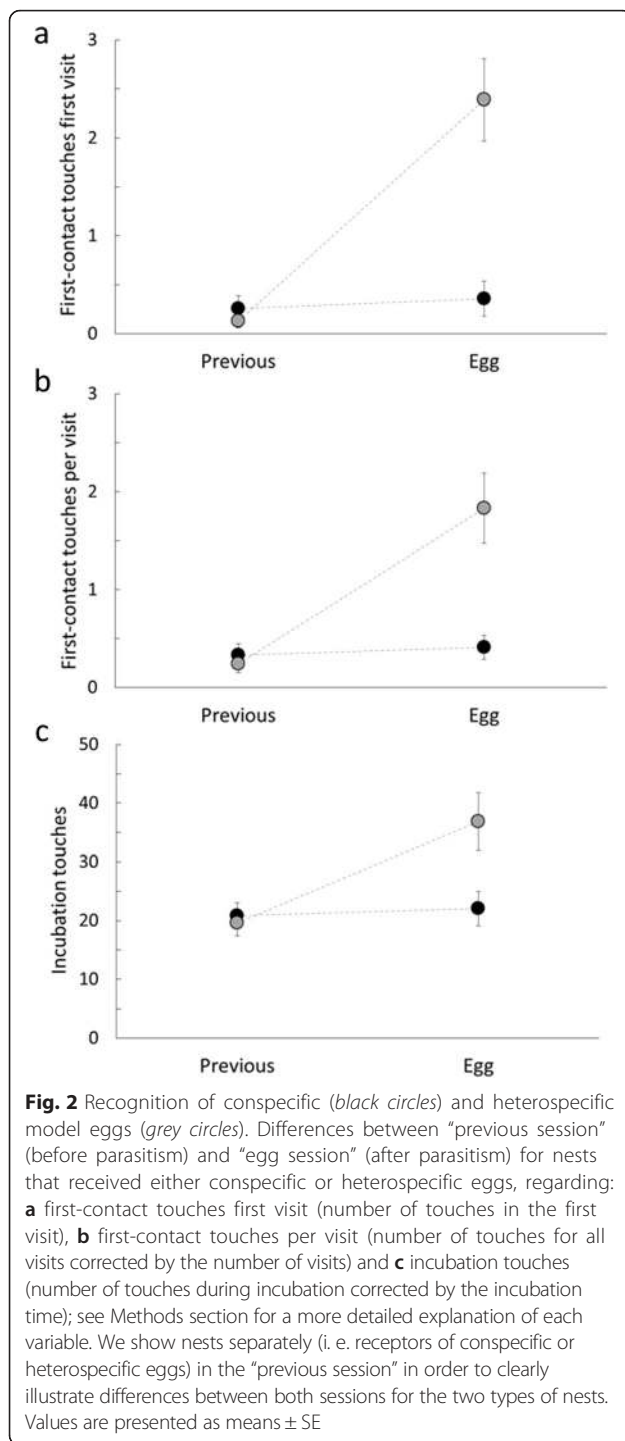 a
3
2
1
0
First-contact touches first visit
Previous Egg
b
3
2
1
0
First-contact touches per visit
Previous Egg
c
50
40
30
20
10
0
Incubation touches
Previous Egg
Fig. 2 Recognition of conspecific (black circles) and heterospecific
model eggs (grey circles). Differences between “previous session”
(before parasitism) and “egg session” (after parasitism) for nests
that received either conspecific or heterospecific eggs, regarding:
a first-contact touches first visit (number of touches in the first
visit), b first-contact touches per visit (number of touches for all
visits corrected by the number of visits) and c incubation touches
(number of touches during incubation corrected by the incubation
time); see Methods section for a more detailed explanation of each
variable. We show nests separately (i. e. receptors of conspecific or
heterospecific eggs) in the “previous session” in order to clearly
illustrate differences between both sessions for the two types of nests.
Values are presented as means ± SE